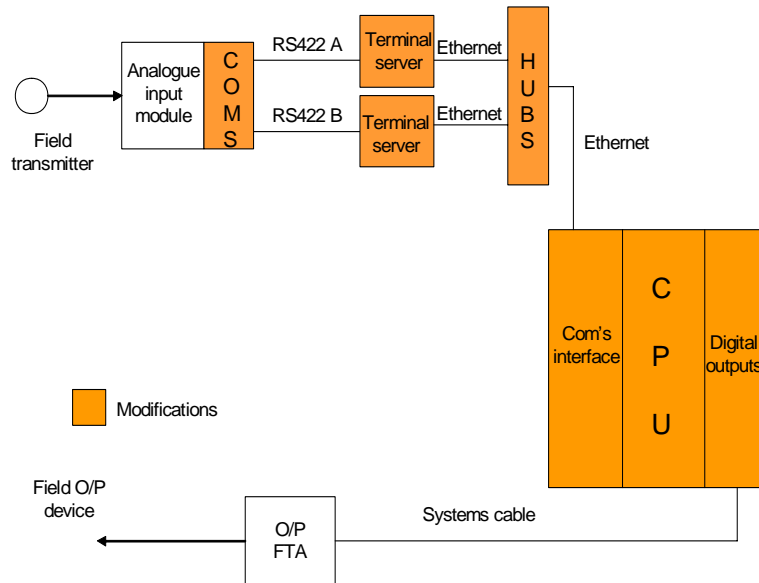 Field
transmitter
Analogue
input
module
C
O
M
S
RS422 A
RS422 B
Terminal
server
Terminal
server
Ethernet
Ethernet
H
U
B
S
Ethernet
Com's
interface
C
P
U
Digital
outputs
Modifications
Field O/P
device
O/P
FTA
Systems cable